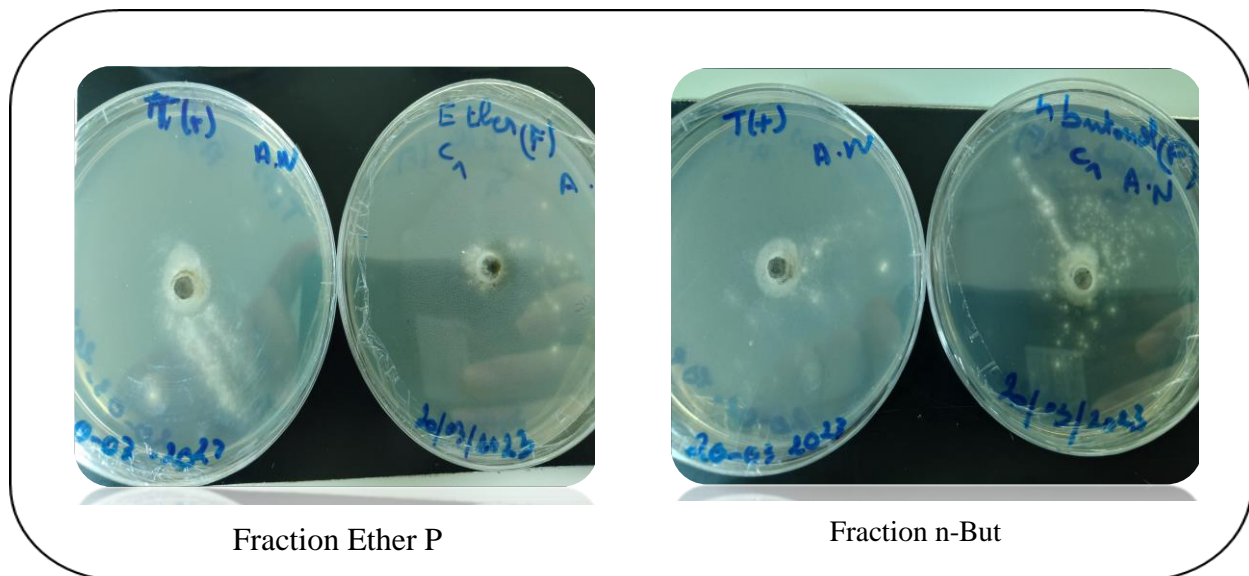 T(+)
A.N
Ether(F)
C1
A.
0-03-2023
20/03/2023
T(+)
A.N
n butanol(F)
C1
A.N
20-03 2023
20/03/2023
Fraction Ether P
Fraction n-But